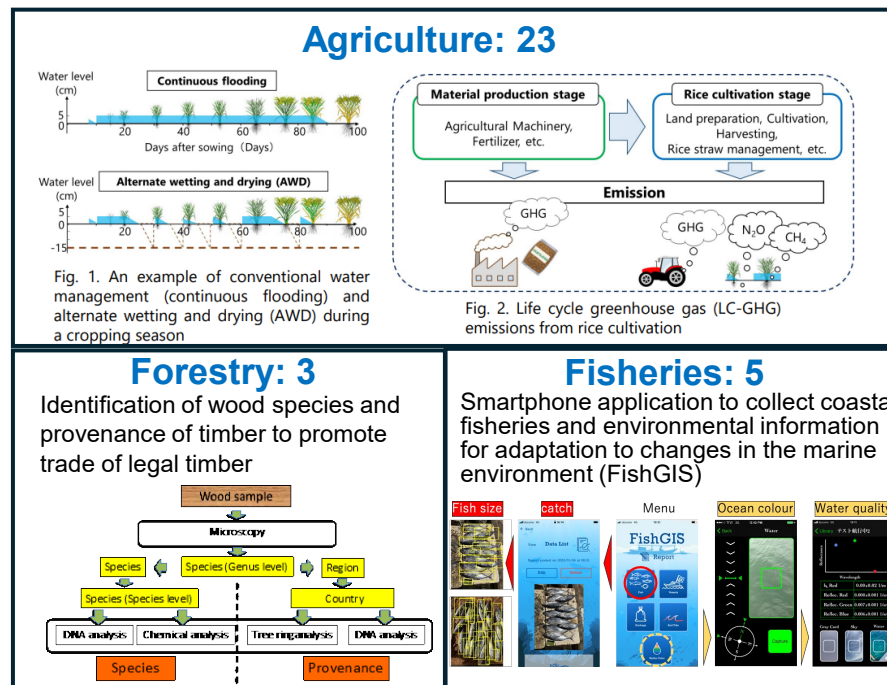 Agriculture: 23
Water level
(cm)
Continuous flooding
5
0
20
40
60
80
100
Days after sowing (Days)
Water level
(cm)
Alternate wetting and drying (AWD)
5
0
20
40
60
80
100
-15
Fig. 1. An example of conventional water
management (continuous flooding) and
alternate wetting and drying (AWD) during
a cropping season
Material production stage
Agricultural Machinery,
Fertilizer, etc.
Rice cultivation stage
Land preparation, Cultivation,
Harvesting,
Rice straw management, etc.
Emission
GHG
GHG
N₂O
CH₄
Fig. 2. Life cycle greenhouse gas (LC-GHG)
emissions from rice cultivation
Forestry: 3
Identification of wood species and
provenance of timber to promote
trade of legal timber
Wood sample
Microscopy
Species
Species (Genus level)
Region
Species (Species level)
Country
DNA analysis
Chemical analysis
Tree ring analysis
DNA analysis
Species
Provenance
Fisheries: 5
Smartphone application to collect coasta
fisheries and environmental information
for adaptation to changes in the marine
environment (FishGIS)
Fish size
catch
Menu
Ocean colour
Water quality
Data List
FishGIS
Report
Water
Capture
Wavelength
Gray Card
Sky
Water